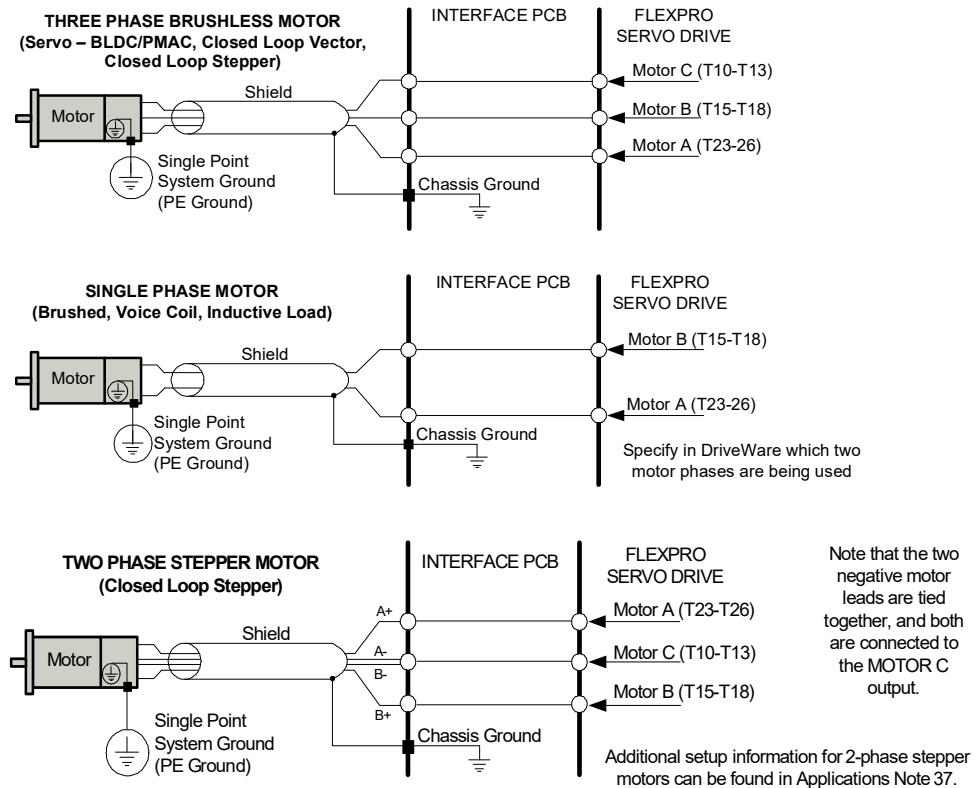 THREE PHASE BRUSHLESS MOTOR
(Servo – BLDC/PMAC, Closed Loop Vector,
Closed Loop Stepper)
INTERFACE PCB
FLEXPRO
SERVO DRIVE
Motor
Shield
Motor C (T10-T13)
Motor B (T15-T18)
Motor A (T23-26)
Single Point
System Ground
(PE Ground)
Chassis Ground
SINGLE PHASE MOTOR
(Brushed, Voice Coil, Inductive Load)
INTERFACE PCB
FLEXPRO
SERVO DRIVE
Motor
Shield
Motor B (T15-T18)
Motor A (T23-26)
Single Point
System Ground
(PE Ground)
Chassis Ground
Specify in DriveWare which two
motor phases are being used
TWO PHASE STEPPER MOTOR
(Closed Loop Stepper)
INTERFACE PCB
FLEXPRO
SERVO DRIVE
Motor
Shield
A+
A-
B-
B+
Motor A (T23-T26)
Motor C (T10-T13)
Motor B (T15-T18)
Single Point
System Ground
(PE Ground)
Chassis Ground
Note that the two
negative motor
leads are tied
together, and both
are connected to
the MOTOR C
output.
Additional setup information for 2-phase stepper
motors can be found in Applications Note 37.